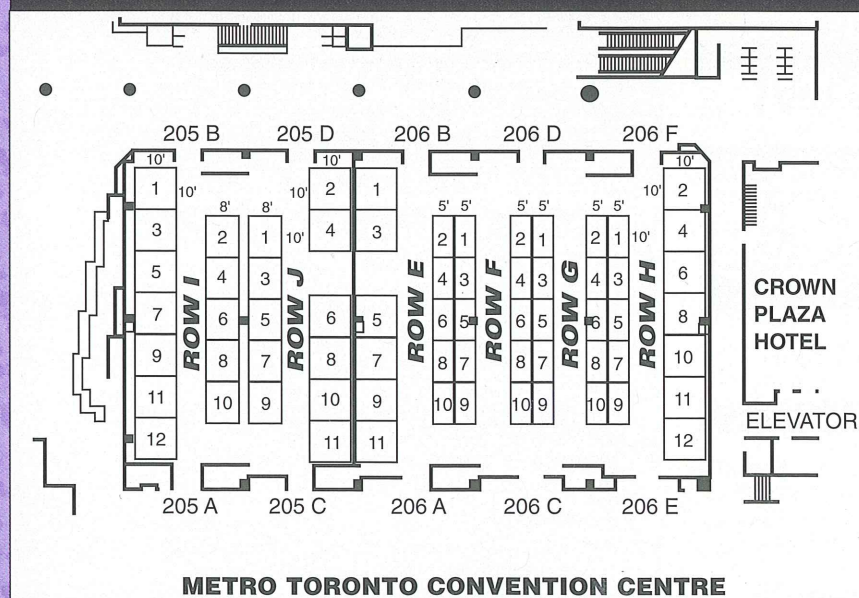 205 B 205 D 206 B 206 D 206 F
10' 10' 10'
1 10' 10' 2 1 10' 2
8' 8' 5' 5' 5' 5' 5' 5'
3 2 1 10' 4 3 2 1 2 1 2 1 10' 4
5 4 3 4 3 4 3 4 3 6
ROW I ROW J ROW E ROW F ROW G ROW H
7 6 5 6 5 6 5 6 5 6 5 8
9 8 7 8 7 8 7 8 7 8 7 10
11 10 9 10 9 10 9 10 9 10 9 11
12 11 11 12
CROWN
PLAZA
HOTEL
ELEVATOR
205 A 205 C 206 A 206 C 206 E
METRO TORONTO CONVENTION CENTRE